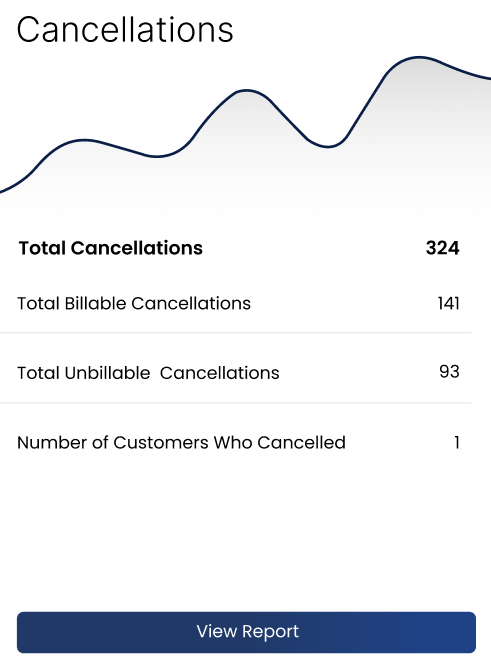 Cancellations
Total Cancellations 324
Total Billable Cancellations 141
Total Unbillable  Cancellations 93
Number of Customers Who Cancelled 1
View Report